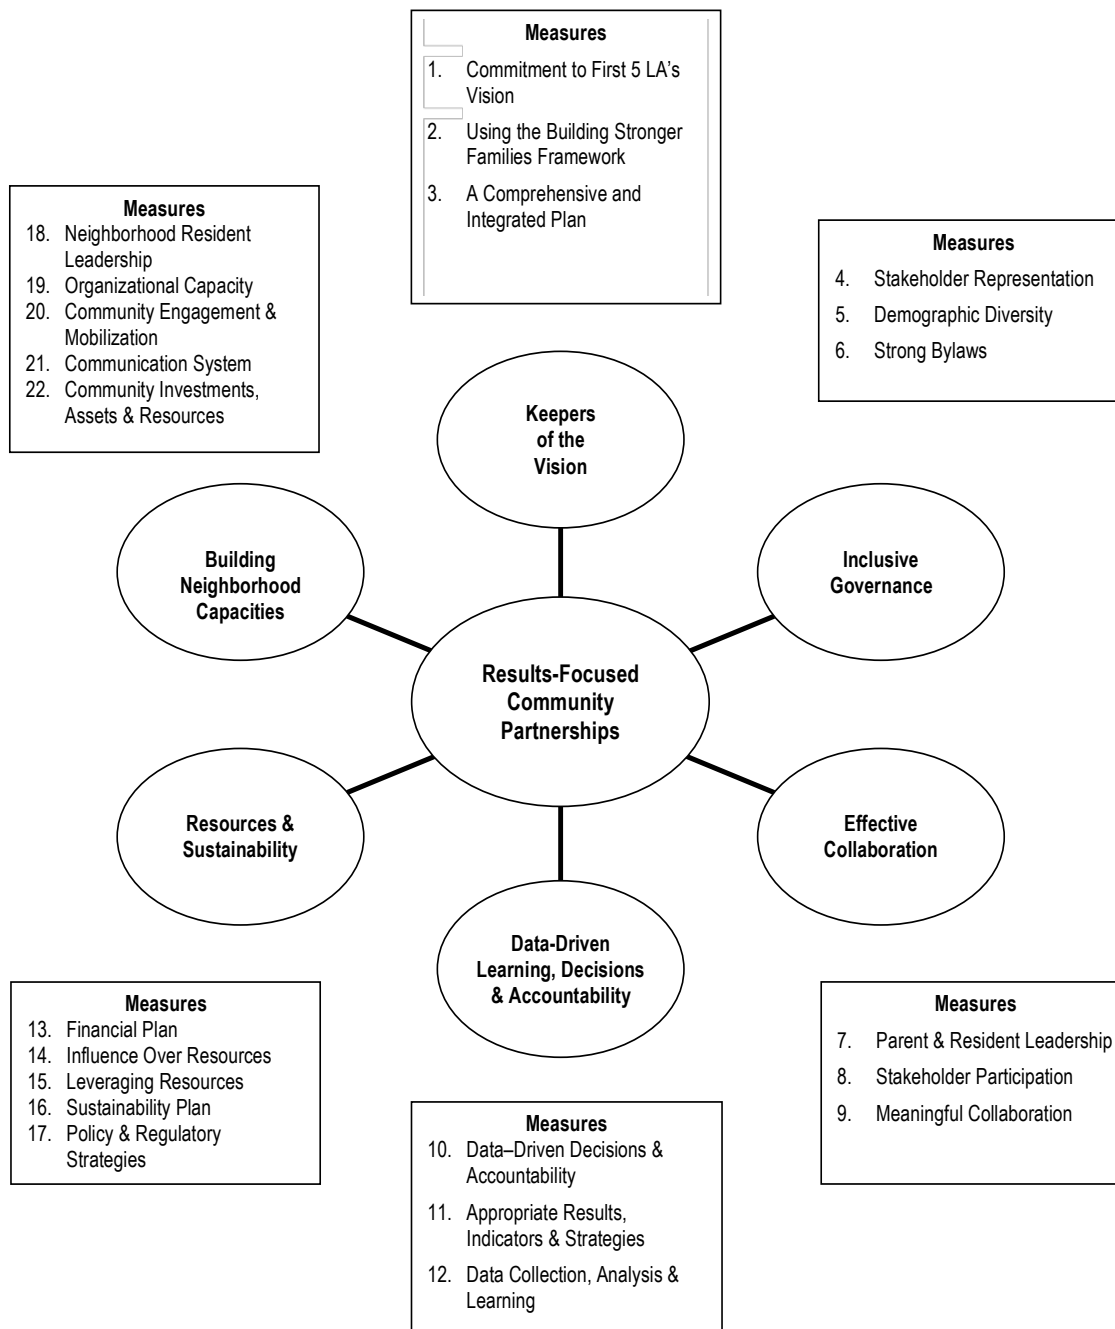 Measures
1. Commitment to First 5 LA's
Vision
2. Using the Building Stronger
Families Framework
3. A Comprehensive and
Integrated Plan
Measures
18. Neighborhood Resident
Leadership
19. Organizational Capacity
20. Community Engagement &
Mobilization
21. Communication System
22. Community Investments,
Assets & Resources
Measures
4. Stakeholder Representation
5. Demographic Diversity
6. Strong Bylaws
Keepers
of the
Vision
Building
Neighborhood
Capacities
Inclusive
Governance
Results-Focused
Community
Partnerships
Resources &
Sustainability
Effective
Collaboration
Data-Driven
Learning, Decisions
& Accountability
Measures
13. Financial Plan
14. Influence Over Resources
15. Leveraging Resources
16. Sustainability Plan
17. Policy & Regulatory
Strategies
Measures
7. Parent & Resident Leadership
8. Stakeholder Participation
9. Meaningful Collaboration
Measures
10. Data–Driven Decisions &
Accountability
11. Appropriate Results,
Indicators & Strategies
12. Data Collection, Analysis &
Learning